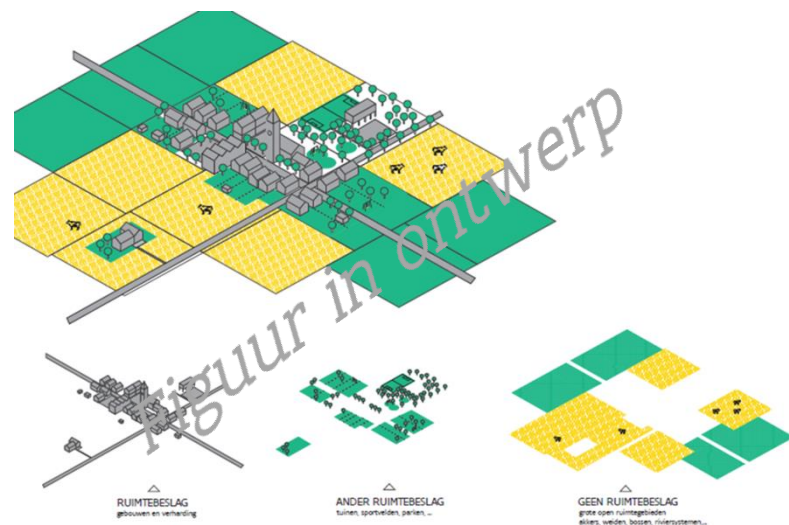 Figuur in ontwerp
RUIMTEBESLAG
gebouwen en verharding
ANDER RUIMTEBESLAG
tuinen, sportvelden, parken, ...
GEEN RUIMTEBESLAG
grote open ruimtegebieden
akkers, weiden, bossen, riviersystemen,...